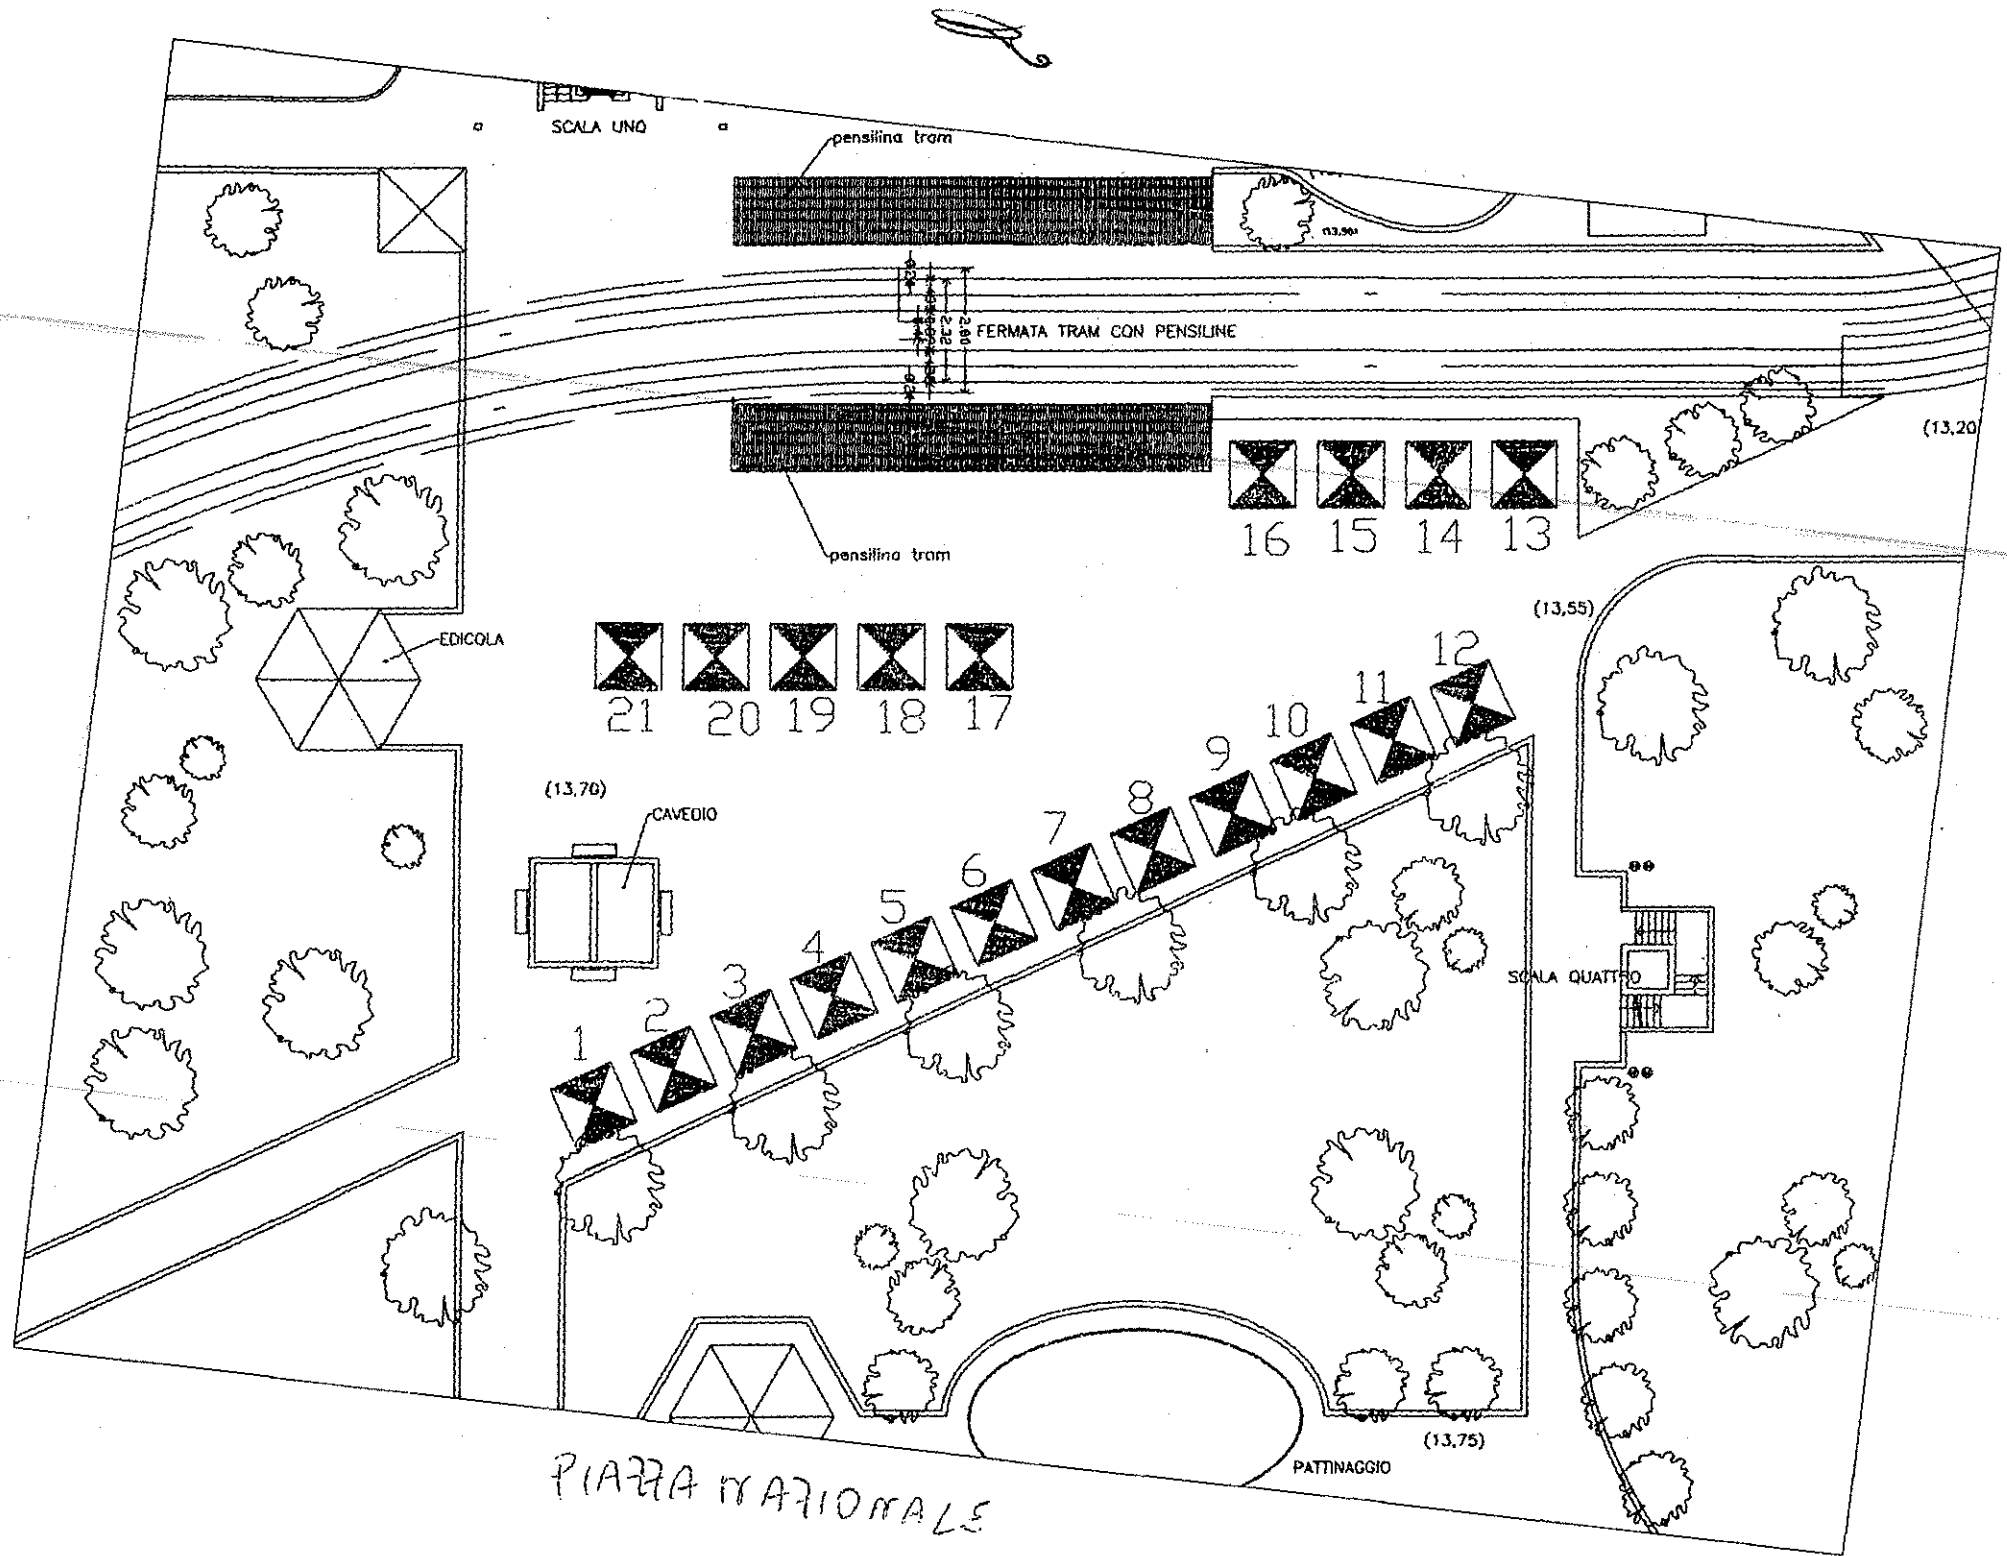 SCALA UNO
pensilina tram
(13,90)
2.32
2.80
FERMATA TRAM CON PENSILINE
(13,20
16 15 14 13
pensilina tram
(13,55)
EDICOLA
12
21 20 19 18 17
11
10
9
(13,70)
8
CAVEDIO
7
6
5
4
SCALA QUATTRO
3
2
1
(13,75)
PATTINAGGIO
PIAZZA NAZIONALE